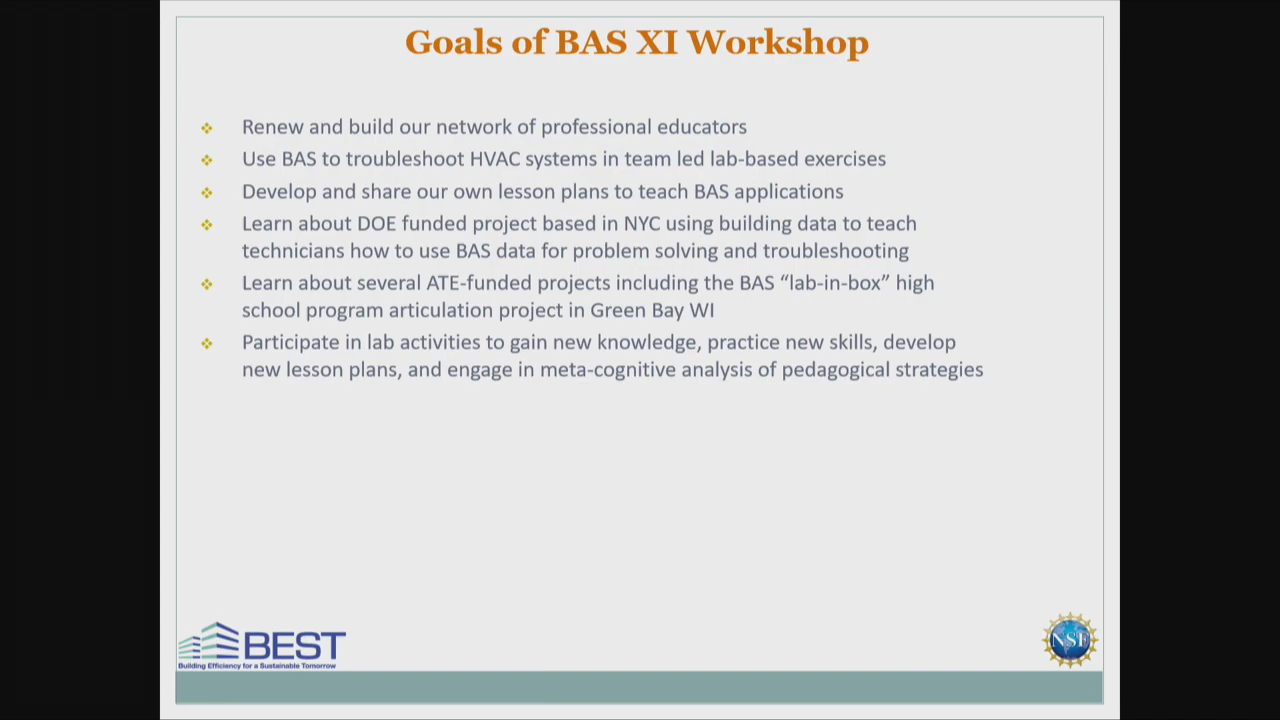 Goals of BAS XI Workshop
Renew and build our network of professional educators
Use BAS to troubleshoot HVAC systems in team led lab-based exercises
Develop and share our own lesson plans to teach BAS applications
Learn about DOE funded project based in NYC using building data to teach
technicians how to use BAS data for problem solving and troubleshooting
Learn about several ATE-funded projects including the BAS “lab-in-box” high
school program articulation project in Green Bay WI
Participate in lab activities to gain new knowledge, practice new skills, develop
new lesson plans, and engage in meta-cognitive analysis of pedagogical strategies
BEST
Building Efficiency for a Sustainable Tomorrow
NSF